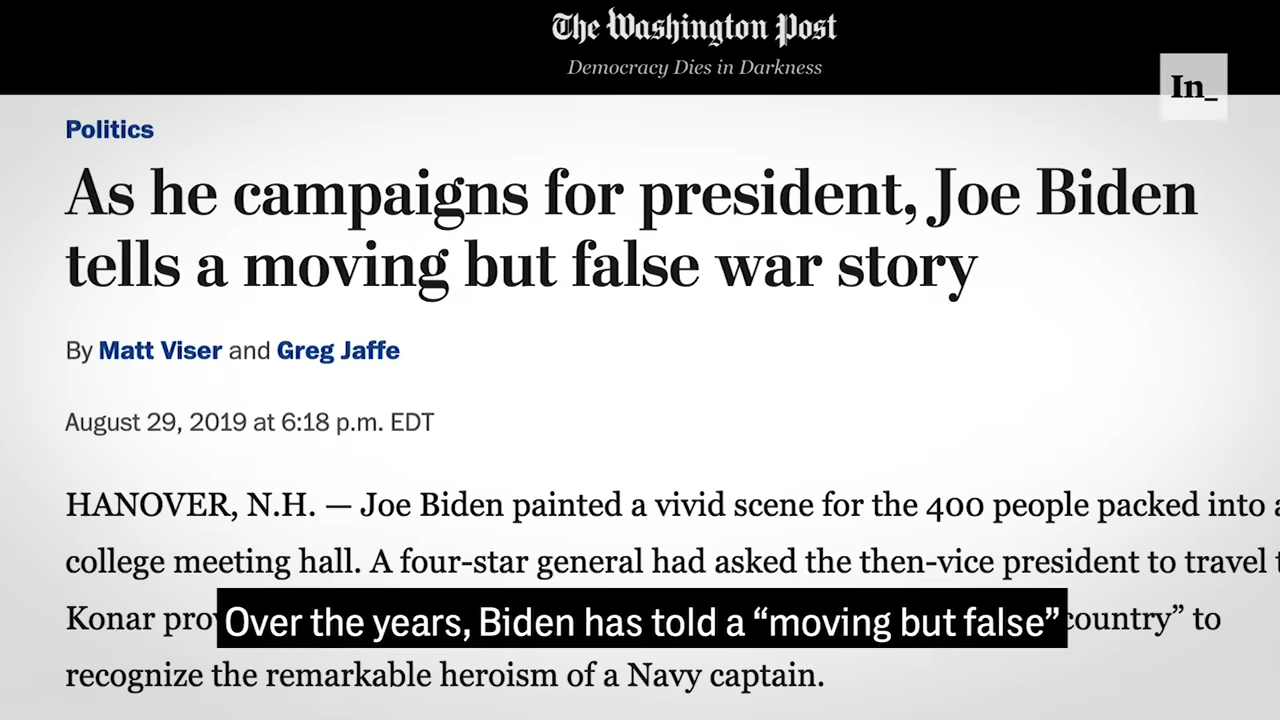 The Washington Post
Democracy Dies in Darkness
In_
Politics
As he campaigns for president, Joe Biden
tells a moving but false war story
By Matt Viser and Greg Jaffe
August 29, 2019 at 6:18 p.m. EDT
HANOVER, N.H. — Joe Biden painted a vivid scene for the 400 people packed into a
college meeting hall. A four-star general had asked the then-vice president to travel
Konar country” to
Over the years, Biden has told a “moving but false”
recognize the remarkable heroism of a Navy captain.